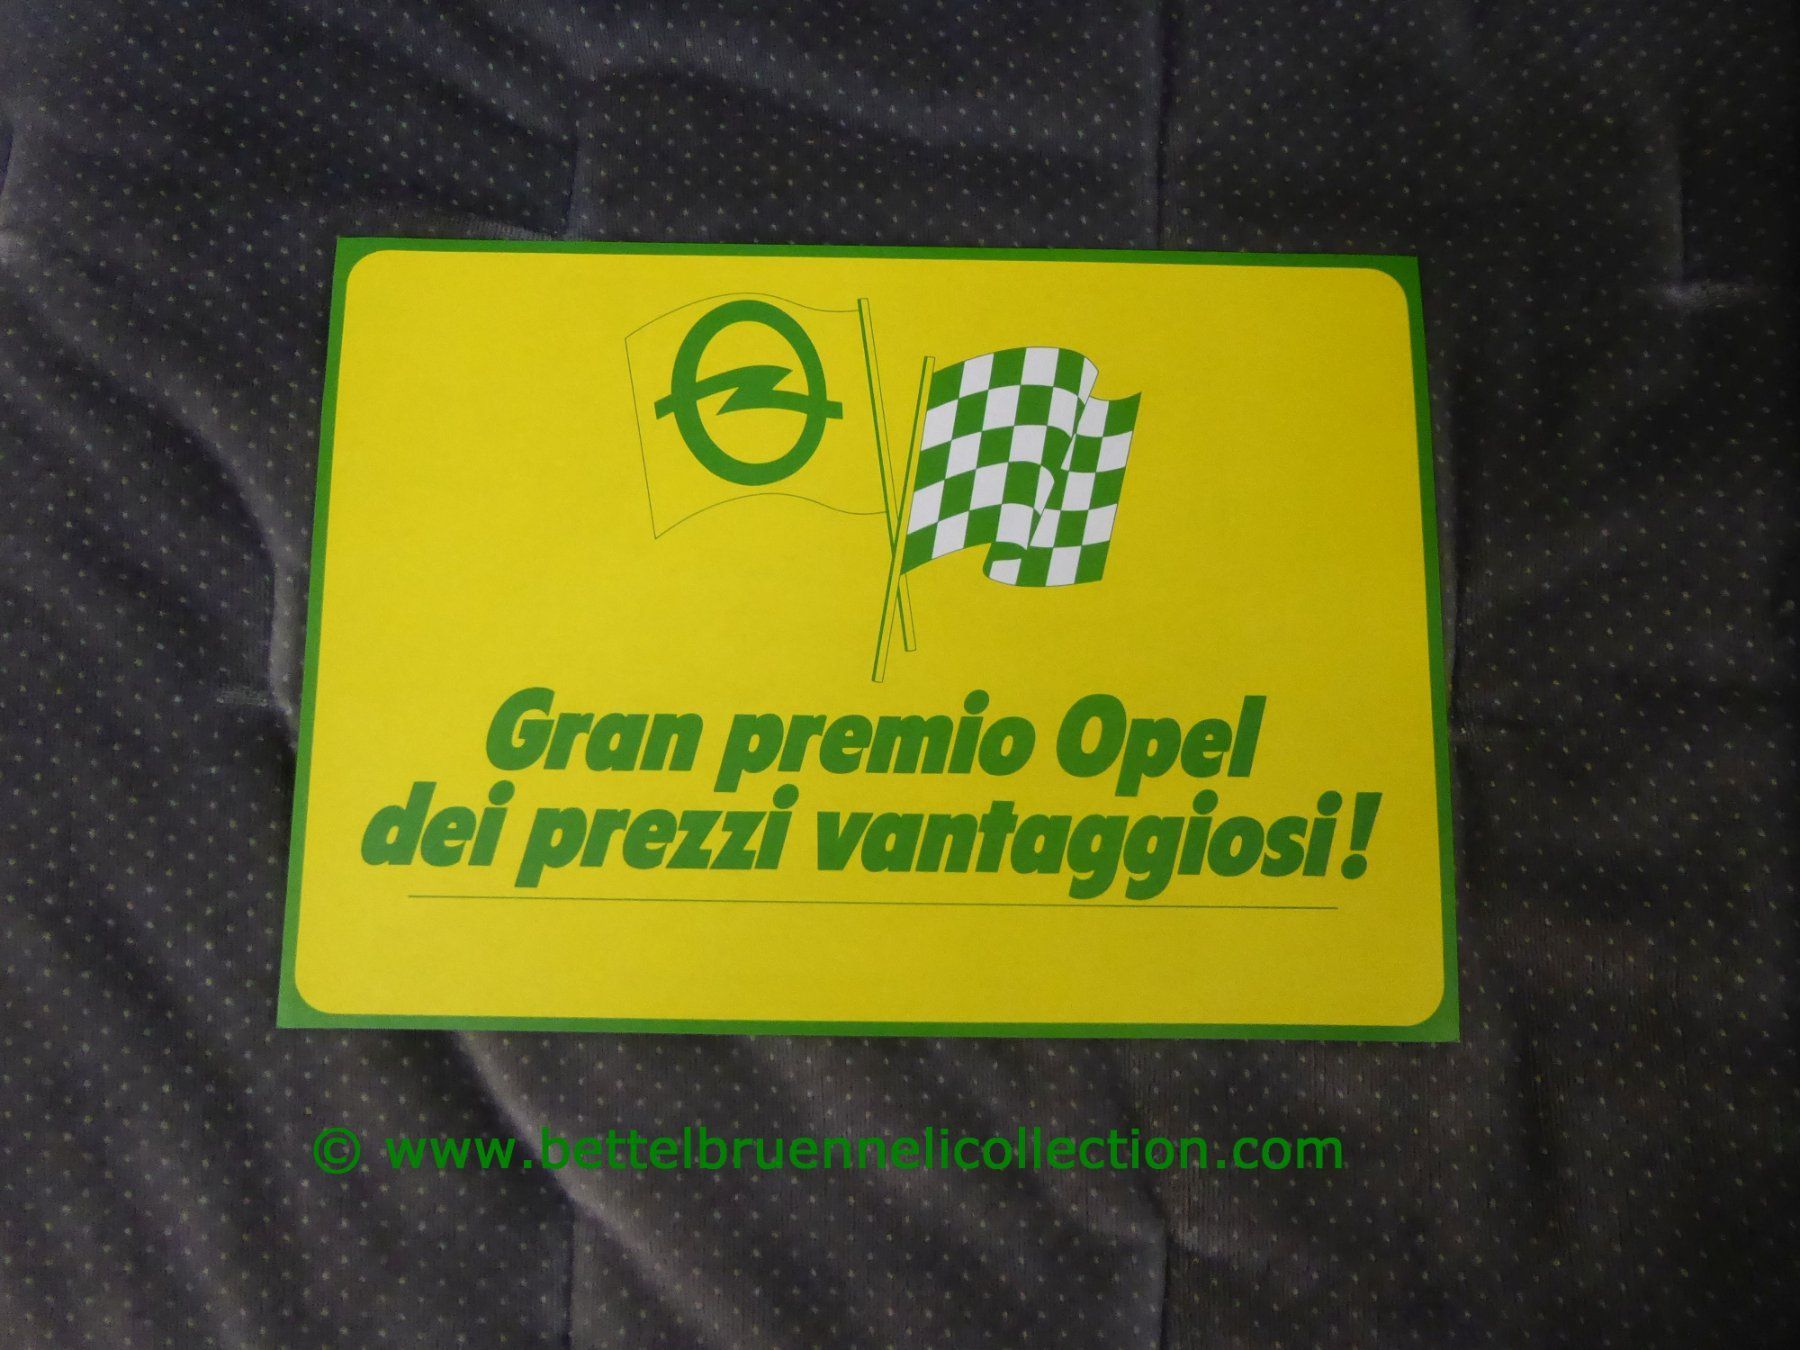 Gran premio Opel
dei prezzi vantaggiosi!
© www.bettelbruennelicollection.com